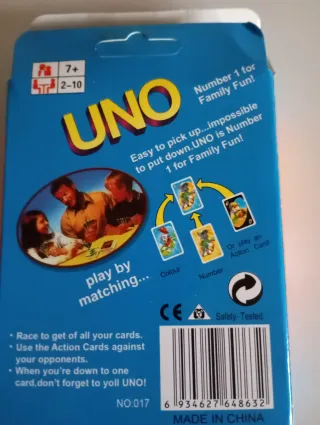 7+
2-10
UNO
Number 1 for
Family Fun!
Easy to pick up...impossible
to put down.UNO is Number
1 for Family Fun!
play by
matching...
Colour
Number
Or play an
Action Card
CE
Safety- Tested
• Race to get of all your cards.
• Use the Action Cards against
your opponents.
• When you're down to one
card,don't forget to yoll UNO!
NO:017
6 934627 648632
MADE IN CHINA